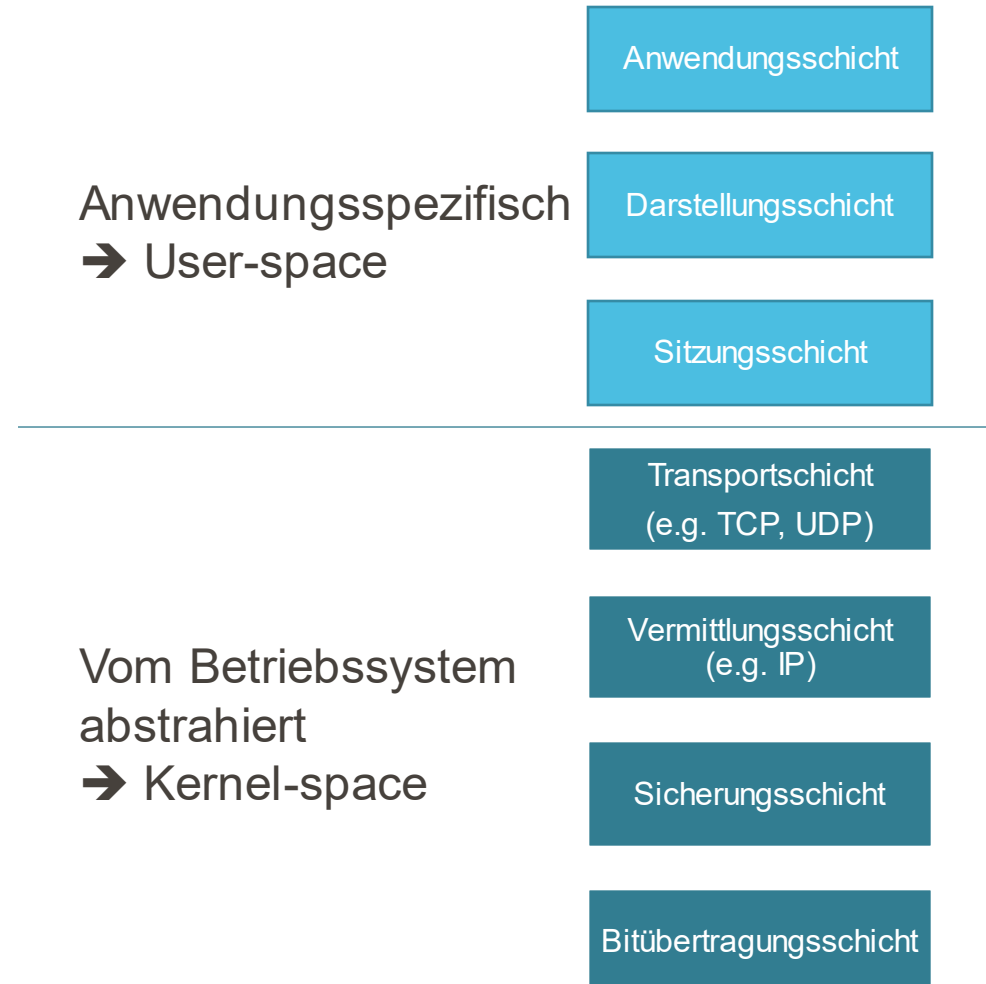 Anwendungsschicht
Anwendungsspezifisch
➔ User-space
Darstellungsschicht
Sitzungsschicht
Transportschicht
(e.g. TCP, UDP)
Vom Betriebssystem
abstrahiert
➔ Kernel-space
Vermittlungsschicht
(e.g. IP)
Sicherungsschicht
Bitübertragungsschicht